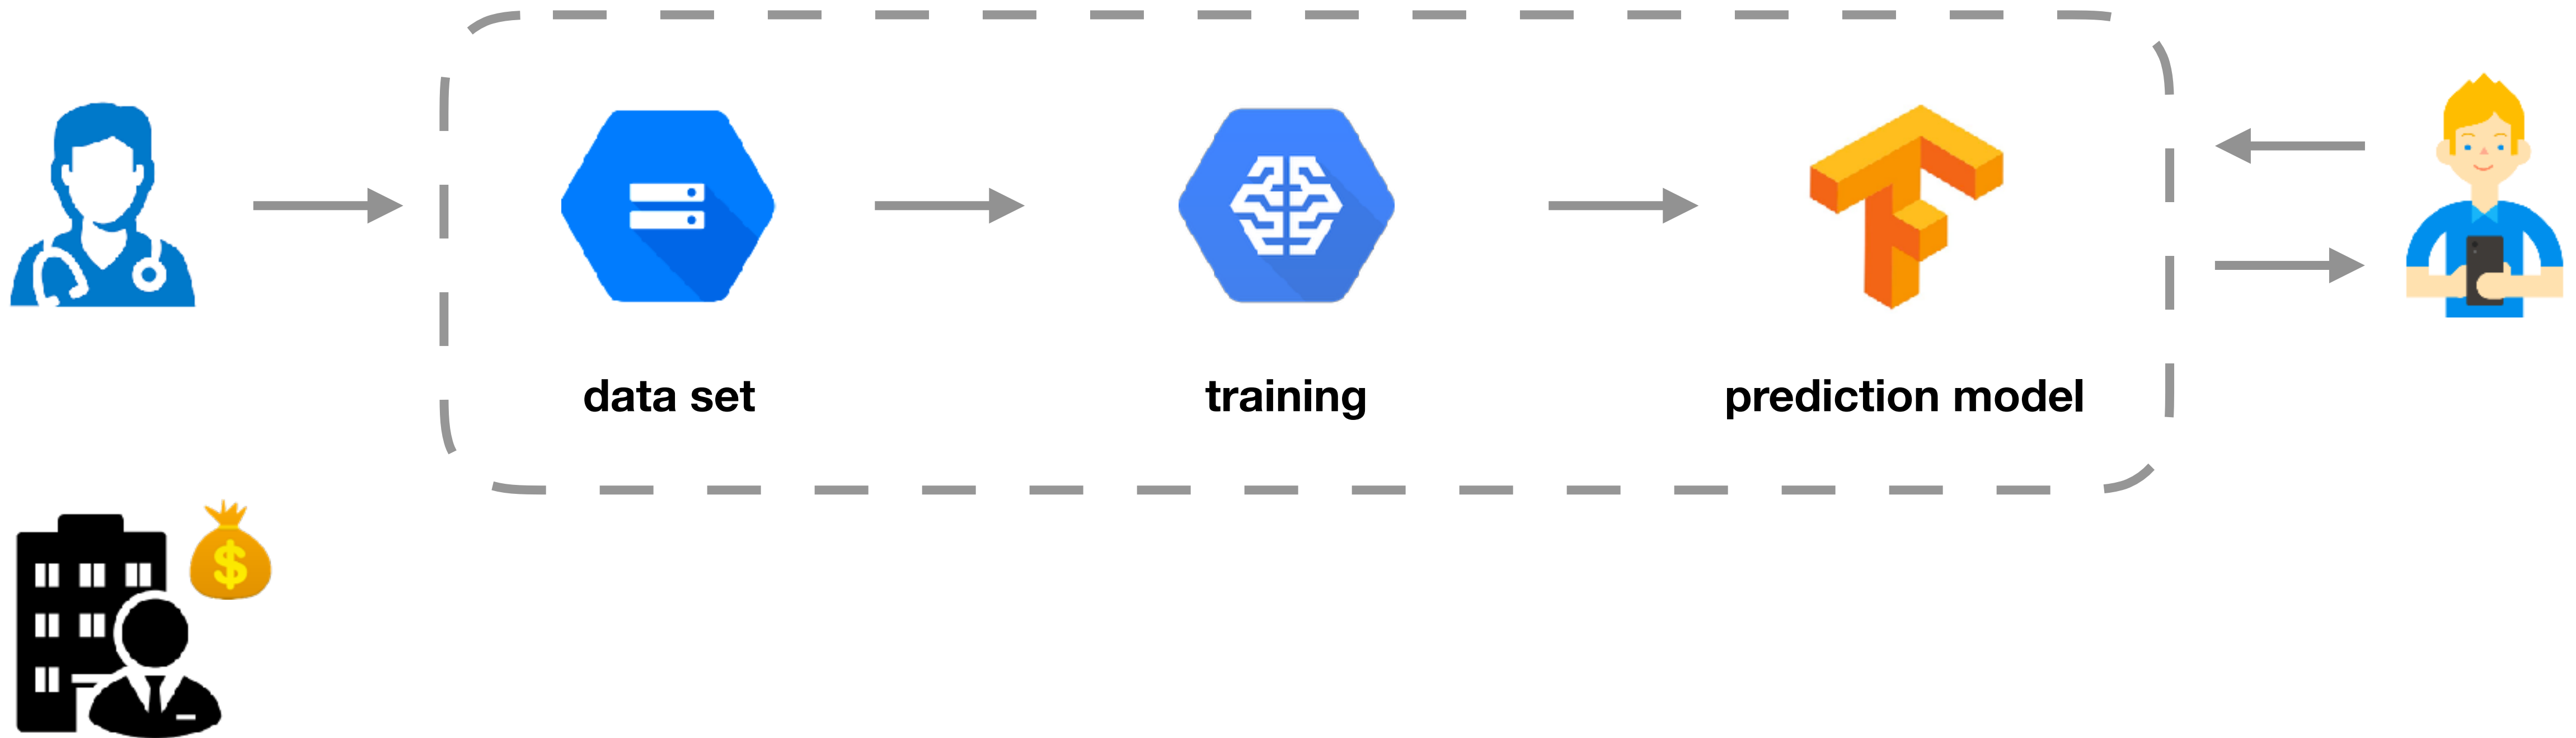 data set
training
prediction model
$